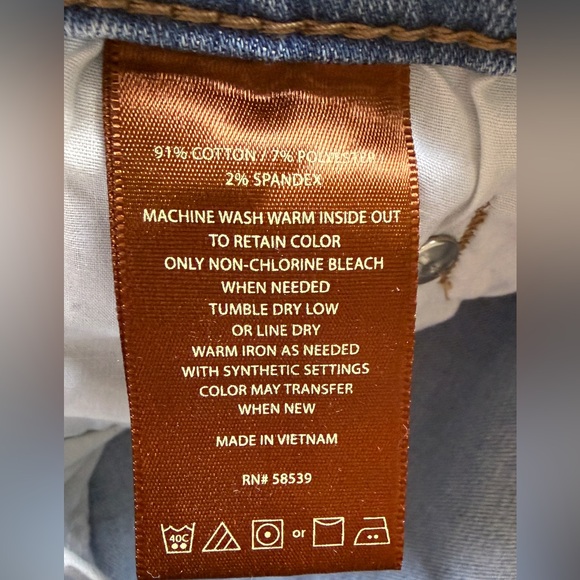 91% COTTON / 7% POLYESTER
2% SPANDEX
MACHINE WASH WARM INSIDE OUT
TO RETAIN COLOR
ONLY NON-CHLORINE BLEACH
WHEN NEEDED
TUMBLE DRY LOW
OR LINE DRY
WARM IRON AS NEEDED
WITH SYNTHETIC SETTINGS
COLOR MAY TRANSFER
WHEN NEW
MADE IN VIETNAM
RN# 58539
40C or